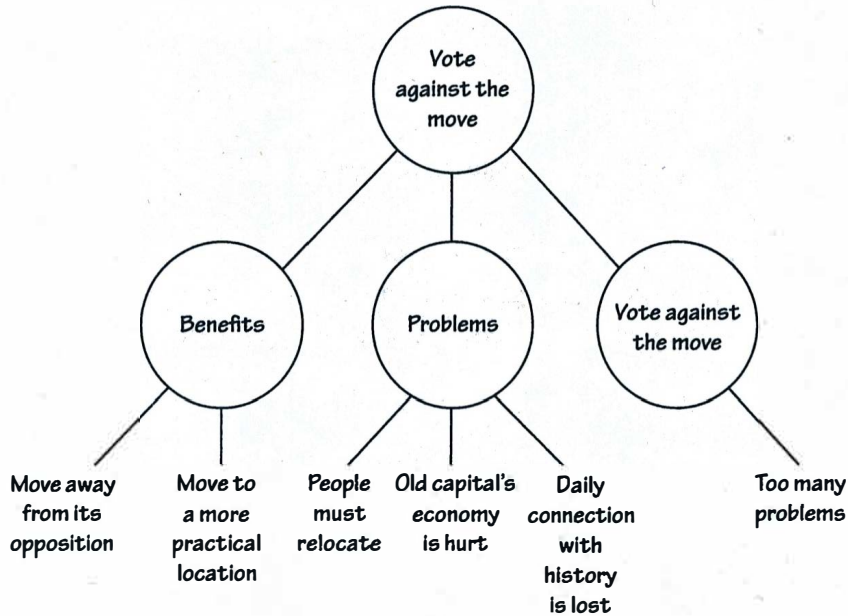 Vote
against the
move
Benefits
Problems
Vote against
the move
Move away
from its
opposition
Move to
a more
practical
location
People
must
relocate
Old capital's
economy
is hurt
Daily
connection
with
history
is lost
Too many
problems